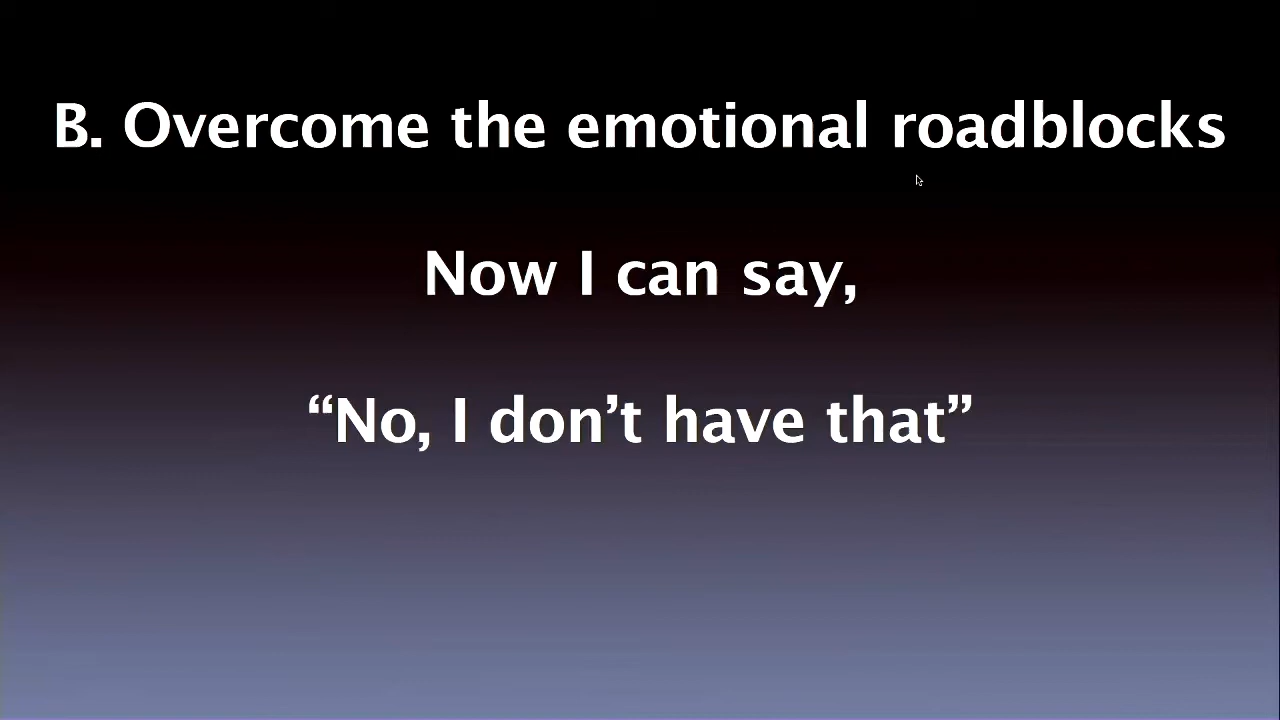 B. Overcome the emotional roadblocks
Now I can say,
“No, I don’t have that”